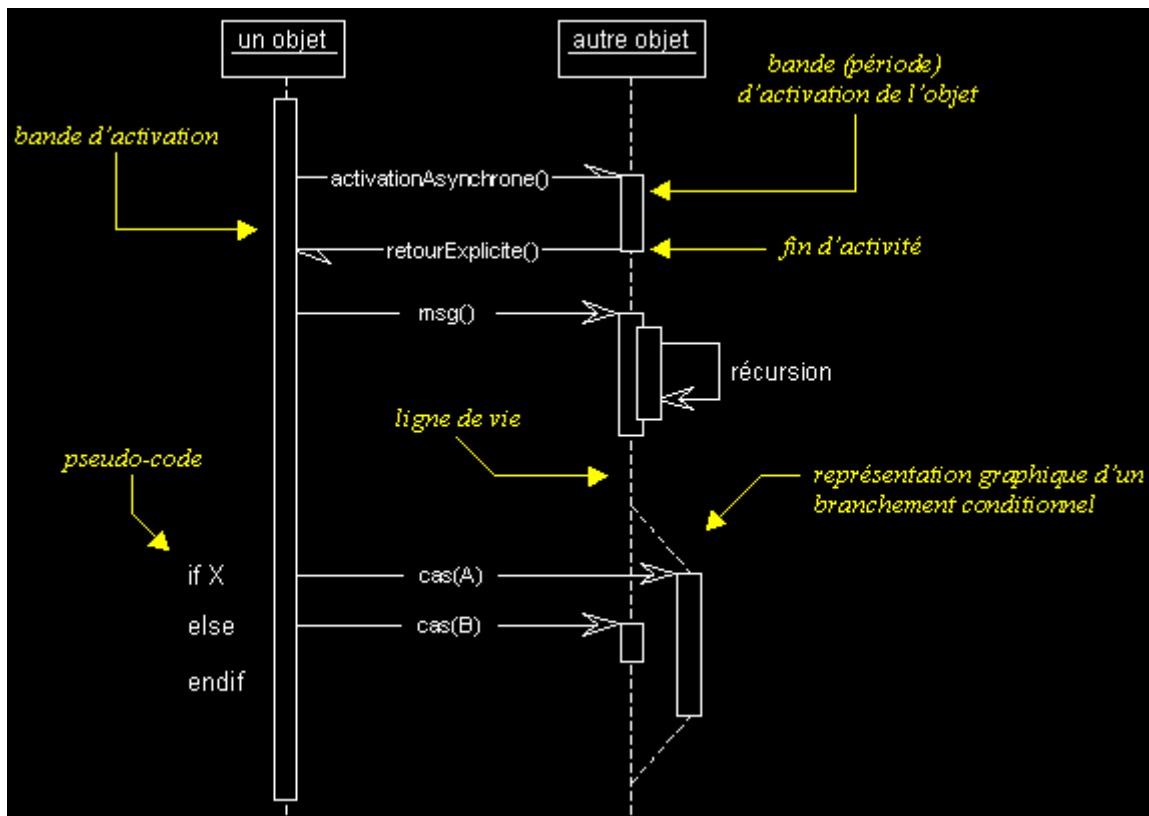 un objet
autre objet
bande (période)
d'activation de l'objet
bande d'activation
activationAsynchrone()
retourExplicite()
fin d'activité
msg()
récursion
ligne de vie
pseudo-code
représentation graphique d'un
branchement conditionnel
if X
cas(A)
else
cas(B)
endif